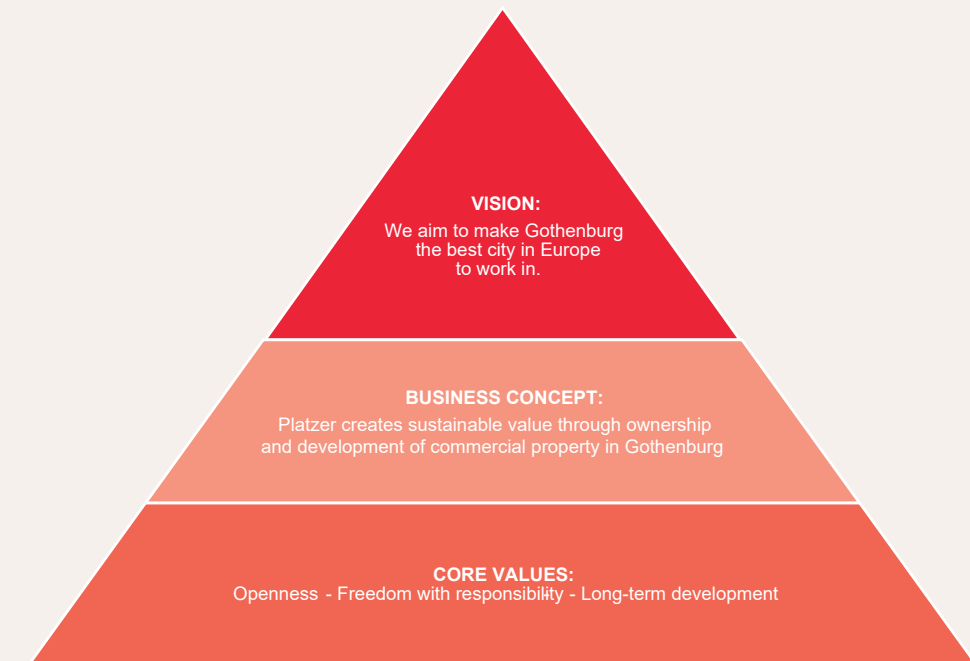 VISION:
We aim to make Gothenburg
the best city in Europe
to work in.
BUSINESS CONCEPT:
Platzer creates sustainable value through ownership
and development of commercial property in Gothenburg
CORE VALUES:
Openness - Freedom with responsibility - Long-term development